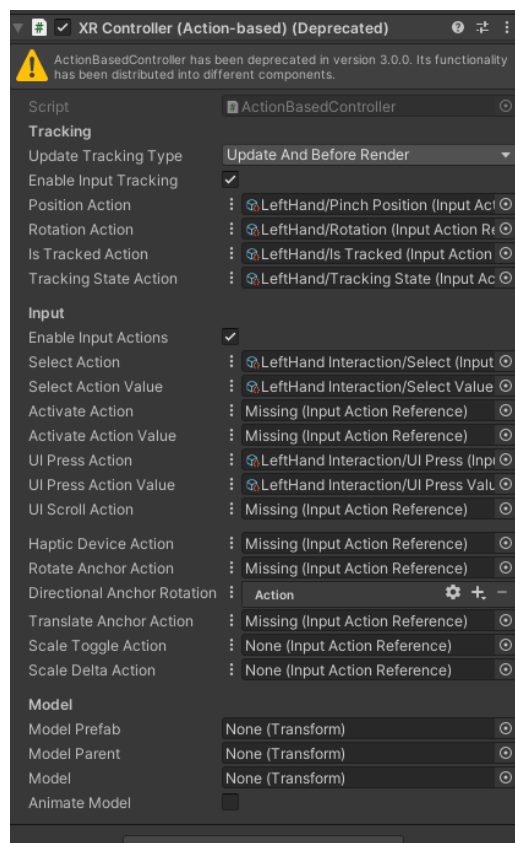 # XR Controller (Action-based) (Deprecated)
ActionBasedController has been deprecated in version 3.0.0. Its functionality
has been distributed into different components.
Script # ActionBasedController
Tracking
Update Tracking Type Update And Before Render
Enable Input Tracking
Position Action LeftHand/Pinch Position (Input Act
Rotation Action LeftHand/Rotation (Input Action Re
Is Tracked Action LeftHand/Is Tracked (Input Action
Tracking State Action LeftHand/Tracking State (Input Ac
Input
Enable Input Actions
Select Action LeftHand Interaction/Select (Input
Select Action Value LeftHand Interaction/Select Value
Activate Action Missing (Input Action Reference)
Activate Action Value Missing (Input Action Reference)
UI Press Action LeftHand Interaction/UI Press (Inpu
UI Press Action Value LeftHand Interaction/UI Press Valu
UI Scroll Action Missing (Input Action Reference)
Haptic Device Action Missing (Input Action Reference)
Rotate Anchor Action Missing (Input Action Reference)
Directional Anchor Rotation Action
Translate Anchor Action Missing (Input Action Reference)
Scale Toggle Action None (Input Action Reference)
Scale Delta Action None (Input Action Reference)
Model
Model Prefab None (Transform)
Model Parent None (Transform)
Model None (Transform)
Animate Model